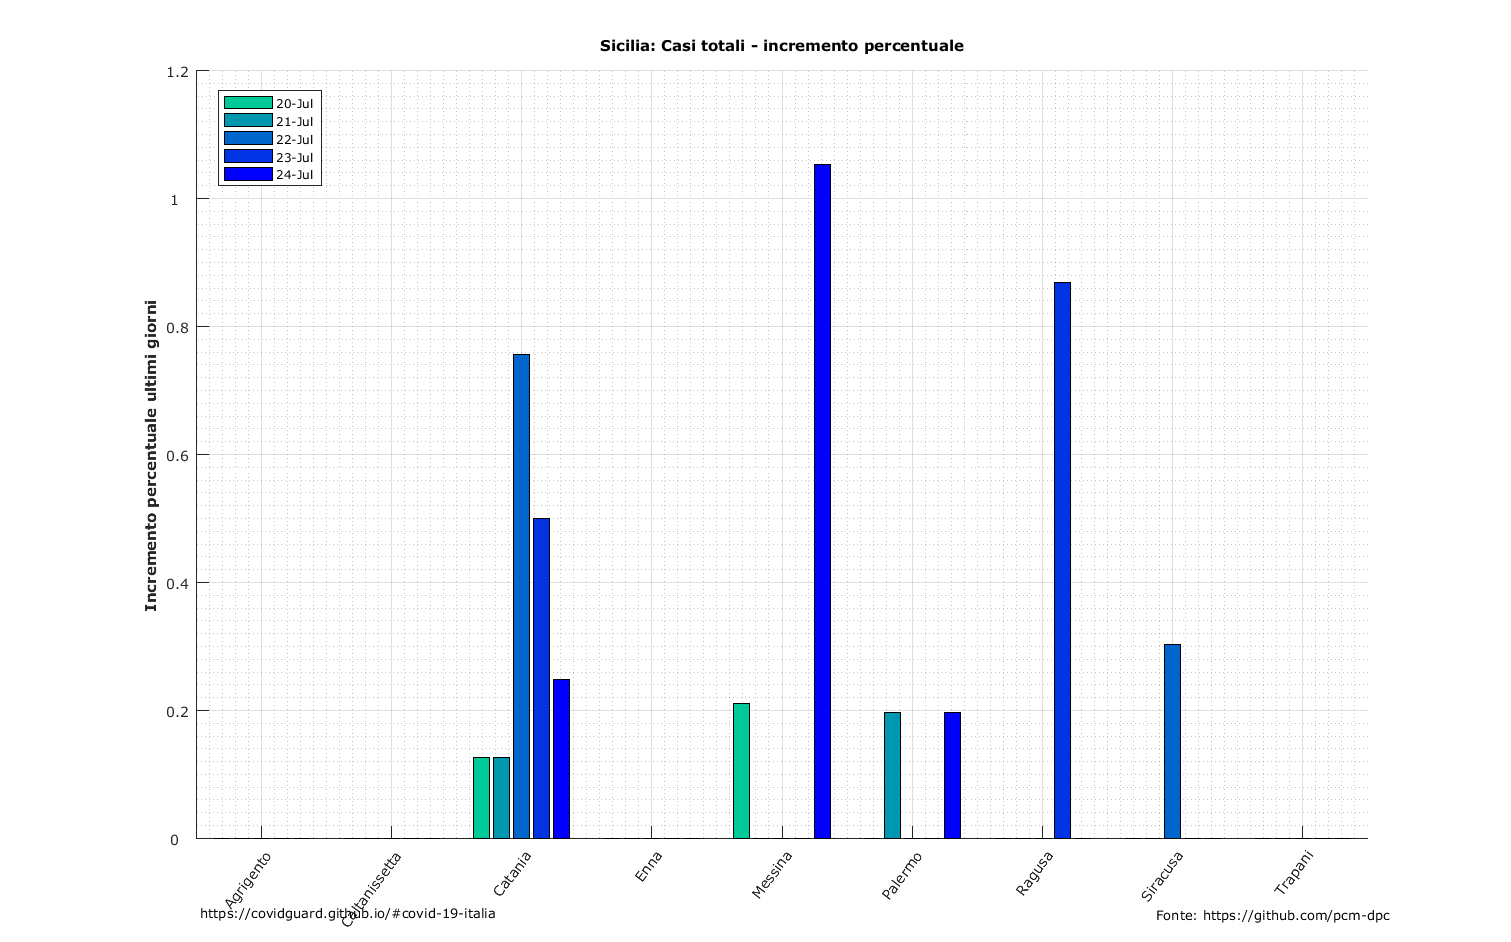 Sicilia: Casi totali - incremento percentuale
1.2
1
0.8
0.6
0.4
0.2
0
Incremento percentuale ultimi giorni
20-Jul
21-Jul
22-Jul
23-Jul
24-Jul
Agrigento
Caltanissetta
Catania
Enna
Messina
Palermo
Ragusa
Siracusa
Trapani
https://covidguard.github.io/#covid-19-italia
Fonte: https://github.com/pcm-dpc